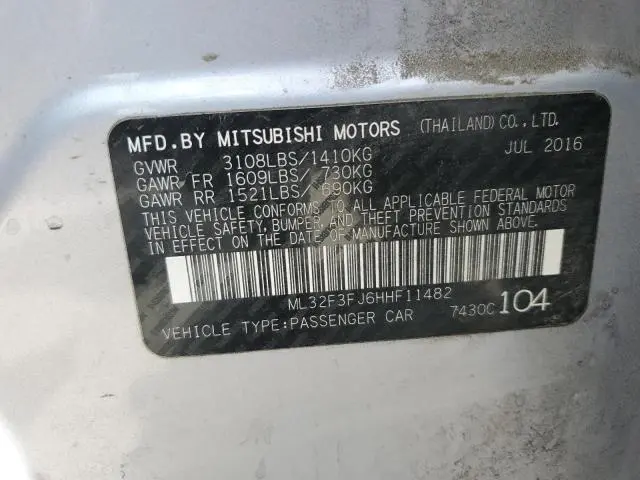 MFD.BY MITSUBISHI MOTORS (THAILAND) CO., LTD.
GVWR 3108LBS/1410KG JUL 2016
GAWR FR 1609LBS/ 730KG
GAWR RR 1521LBS/ 690KG
THIS VEHICLE CONFORMS TO ALL APPLICABLE FEDERAL MOTOR
VEHICLE SAFETY, BUMPER AND THEFT PREVENTION STANDARDS
IN EFFECT ON THE DATE OF MANUFACTURE SHOWN ABOVE.
ML32F3FJ6HHF11482
VEHICLE TYPE:PASSENGER CAR 7430C 104